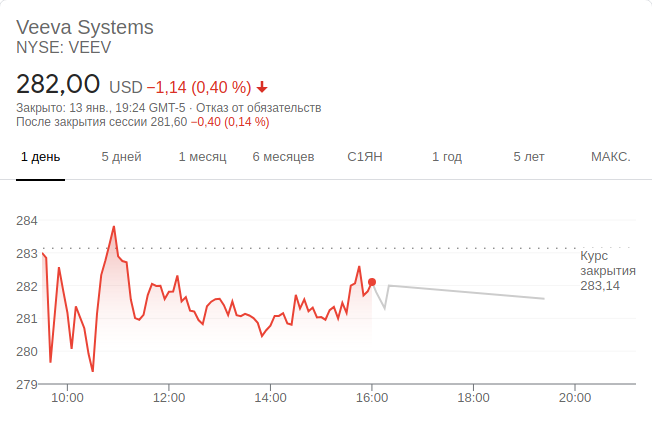 Veeva Systems
NYSE: VEEV
282,00 USD −1,14 (0,40 %)
Закрыто: 13 янв., 19:24 GMT-5 · Отказ от обязательств
После закрытия сессии 281,60 −0,40 (0,14 %)
1 день 5 дней 1 месяц 6 месяцев С1ЯН 1 год 5 лет МАКС.
284
283
282
281
280
279
Курс
закрытия
283,14
10:00 12:00 14:00 16:00 18:00 20:00